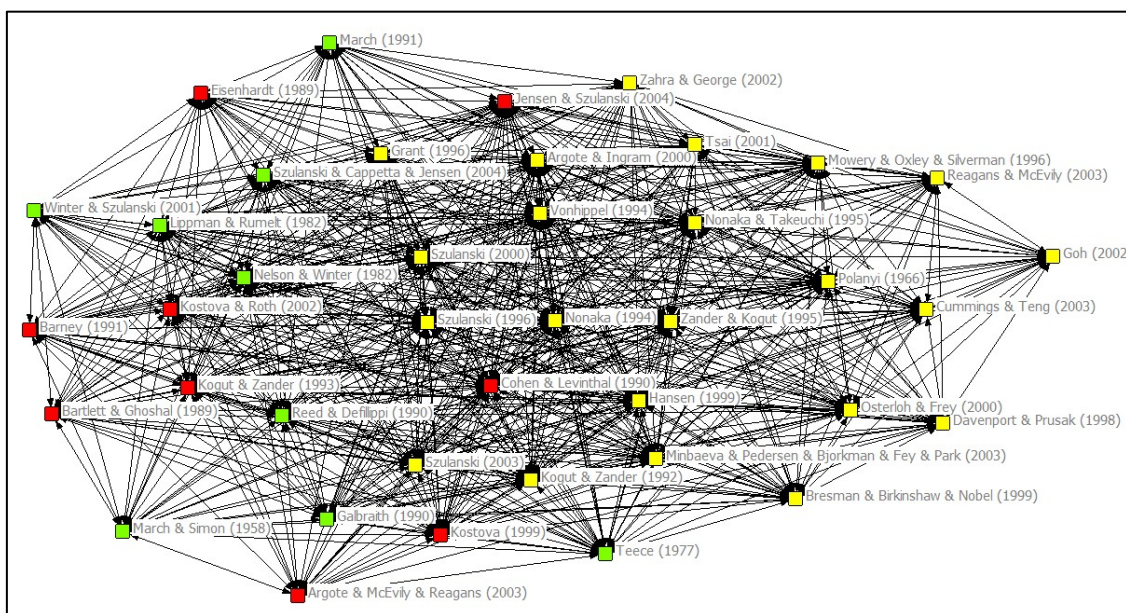 March (1991)
Zahra & George (2002)
Eisenhardt (1989)
Jensen & Szulanski (2004)
Tsai (2001)
Grant (1996)
Argote & Ingram (2000)
Mowery & Oxley & Silverman (1996)
Szulanski & Cappetta & Jensen (2004)
Reagans & McEvily (2003)
Winter & Szulanski (2001)
Lippman & Rumelt (1982)
Vonhippel (1994)
Nonaka & Takeuchi (1995)
Szulanski (2000)
Goh (2002)
Nelson & Winter (1982)
Polanyi (1966)
Kostova & Roth (2002)
Cummings & Teng (2003)
Barney (1991)
Szulanski (1996)
Nonaka (1994)
Zander & Kogut (1995)
Kogut & Zander (1993)
Cohen & Levinthal (1990)
Hansen (1999)
Bartlett & Ghoshal (1989)
Reed & Defilippi (1990)
Osterloh & Frey (2000)
Davenport & Prusak (1998)
Szulanski (2003)
Minbaeva & Pedersen & Bjorkman & Fey & Park (2003)
Kogut & Zander (1992)
Bresman & Birkinshaw & Nobel (1999)
March & Simon (1958)
Galbraith (1990)
Kostova (1999)
Teece (1977)
Argote & McEvily & Reagans (2003)